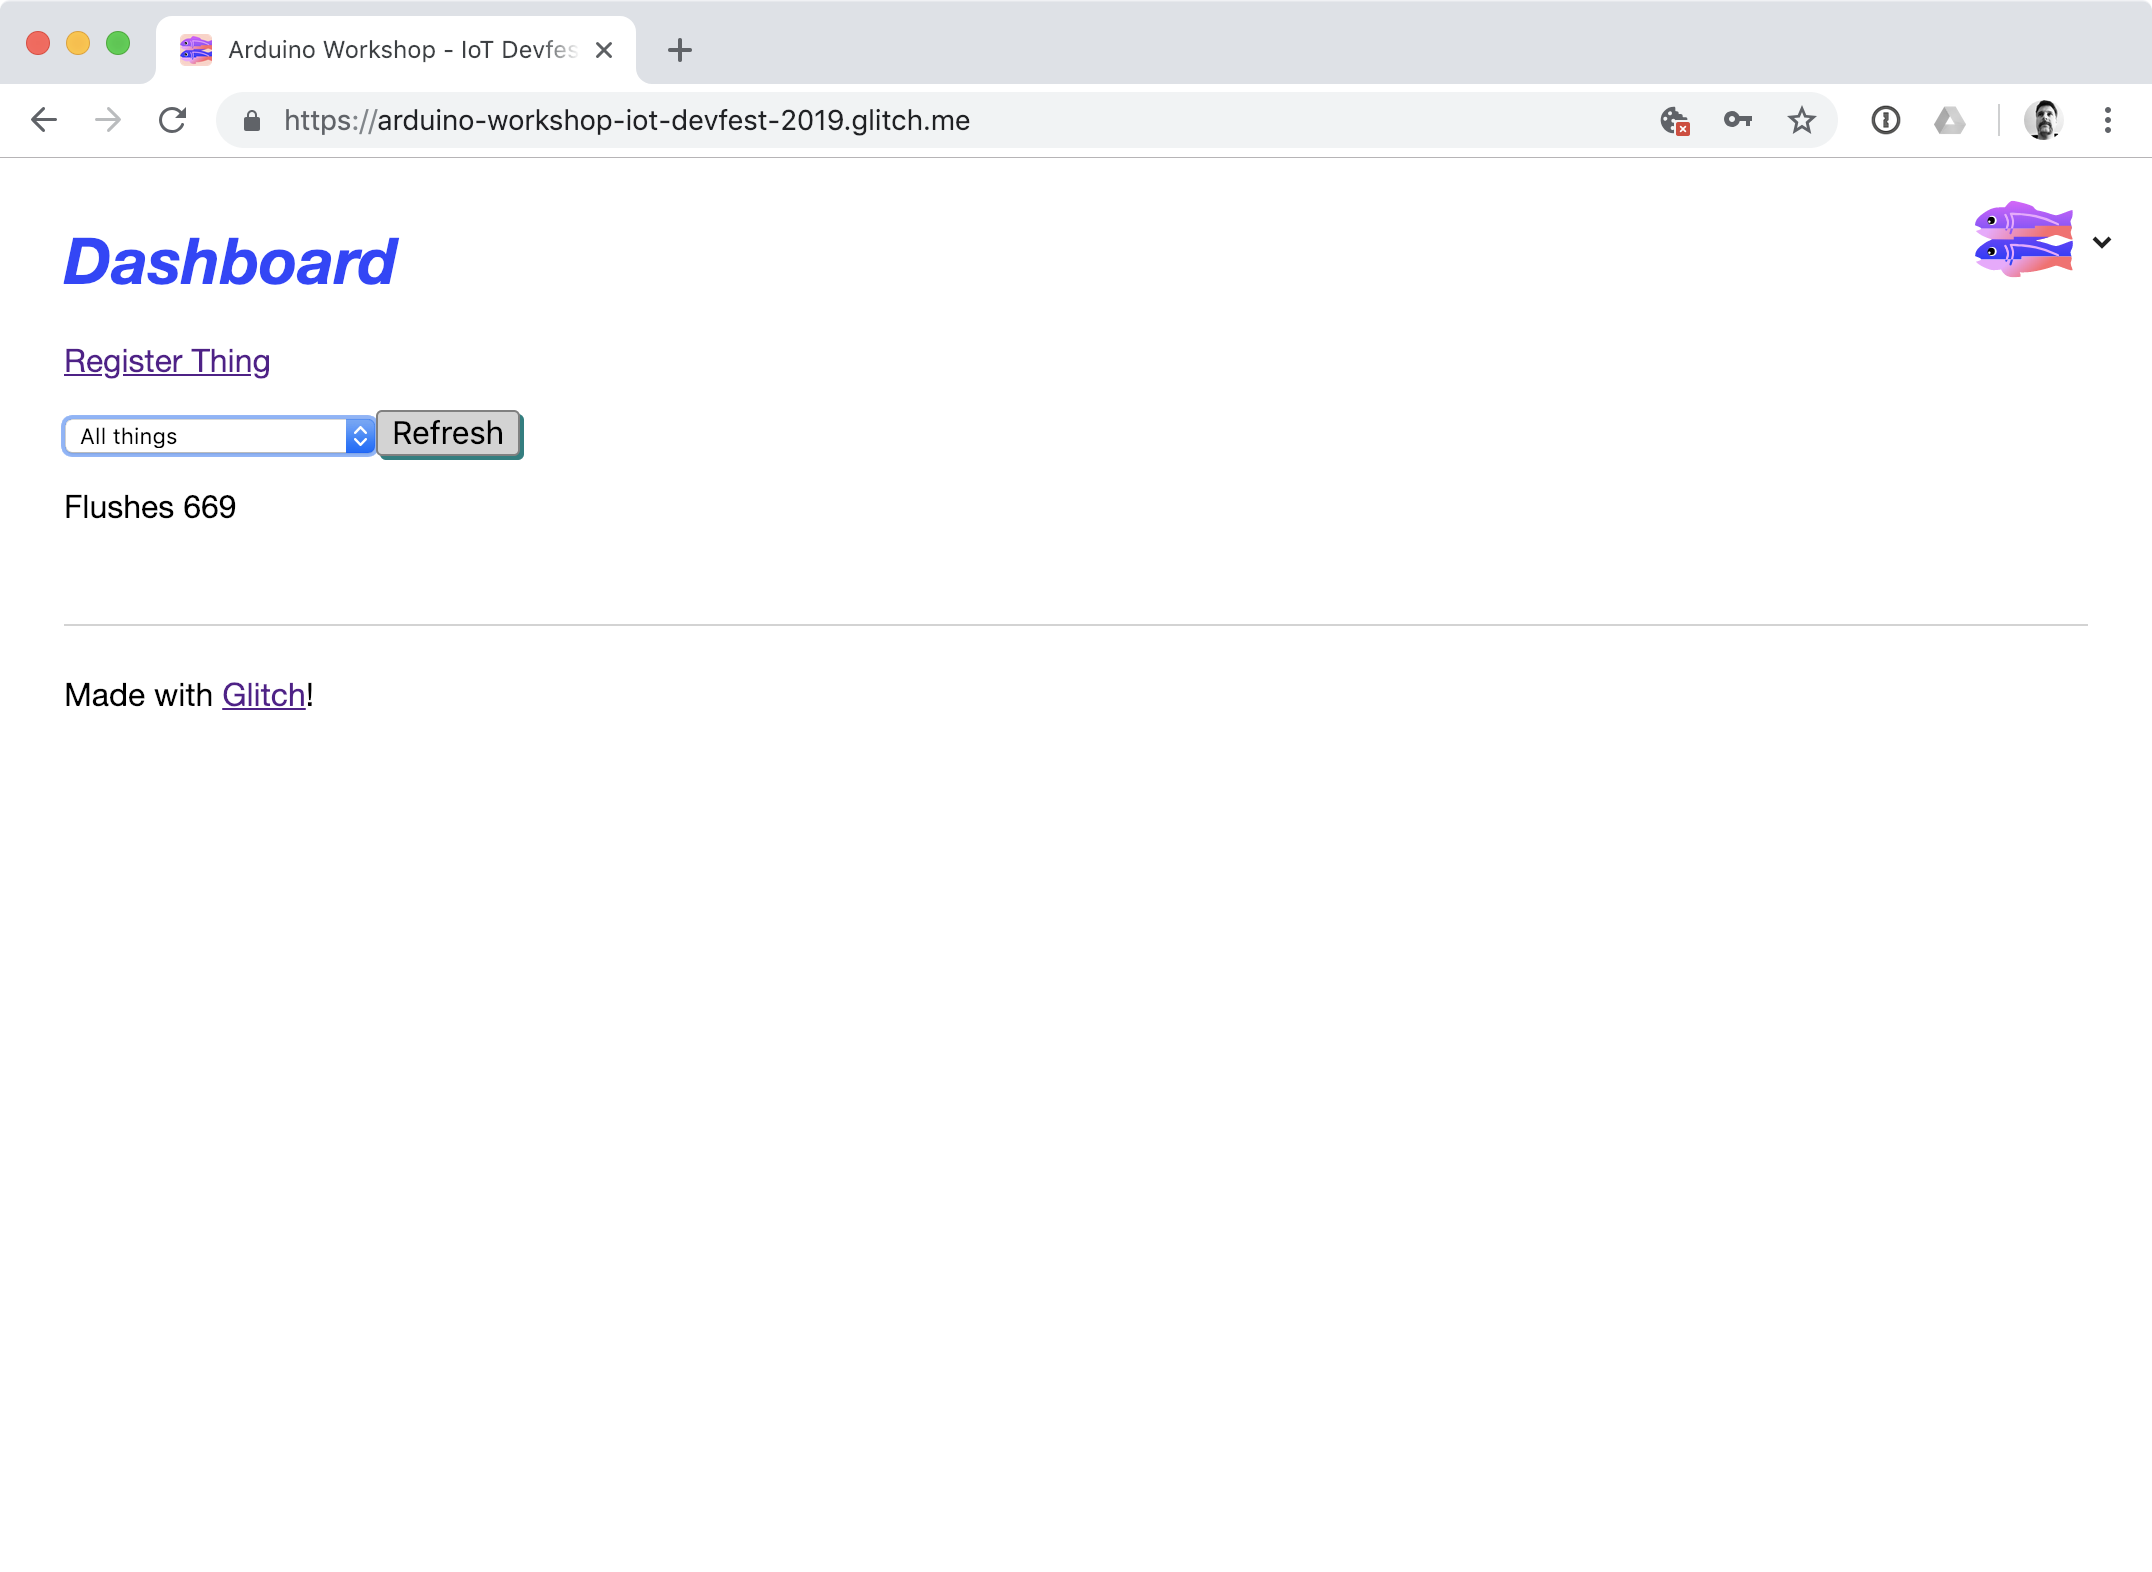 Arduino Workshop - IoT Devfes
https://arduino-workshop-iot-devfest-2019.glitch.me
Dashboard
Register Thing
All things Refresh
Flushes 669
Made with Glitch!